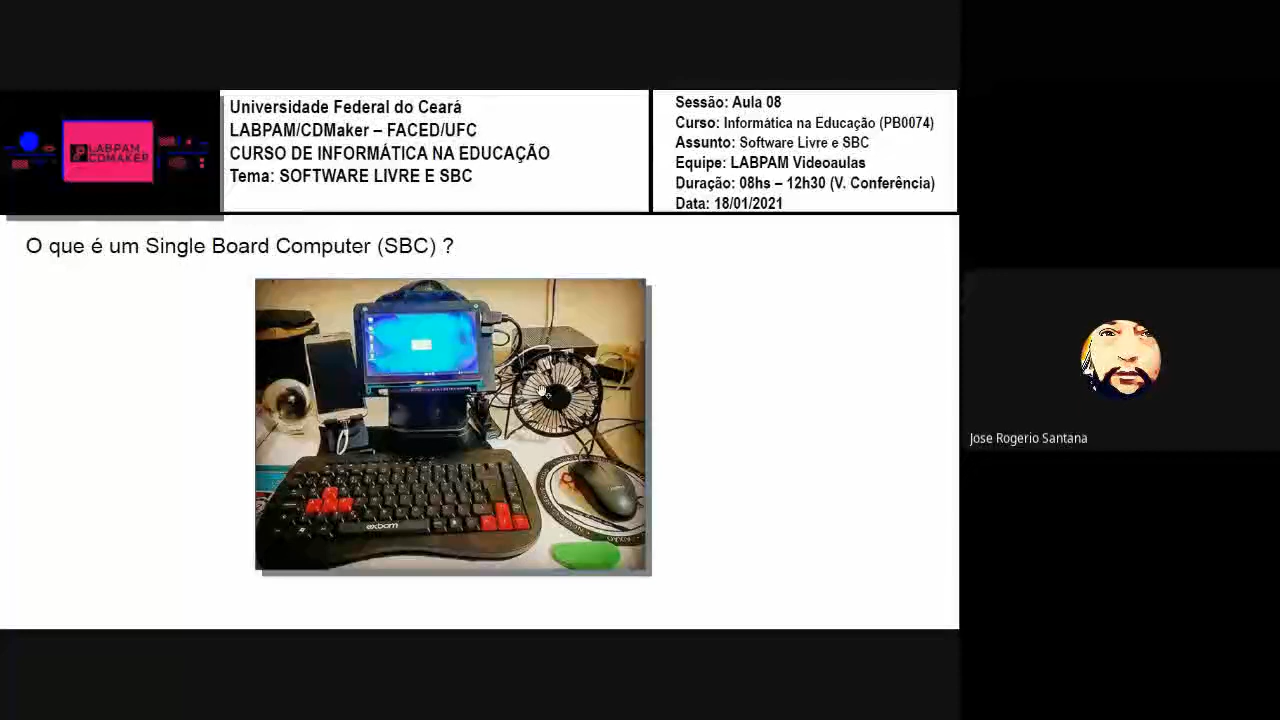 LABPAM
CDMAKER
Universidade Federal do Ceará
LABPAM/CDMaker – FACED/UFC
CURSO DE INFORMÁTICA NA EDUCAÇÃO
Tema: SOFTWARE LIVRE E SBC
Sessão: Aula 08
Curso: Informática na Educação (PB0074)
Assunto: Software Livre e SBC
Equipe: LABPAM Videoaulas
Duração: 08hs – 12h30 (V. Conferência)
Data: 18/01/2021
O que é um Single Board Computer (SBC) ?
exbom
Jose Rogerio Santana